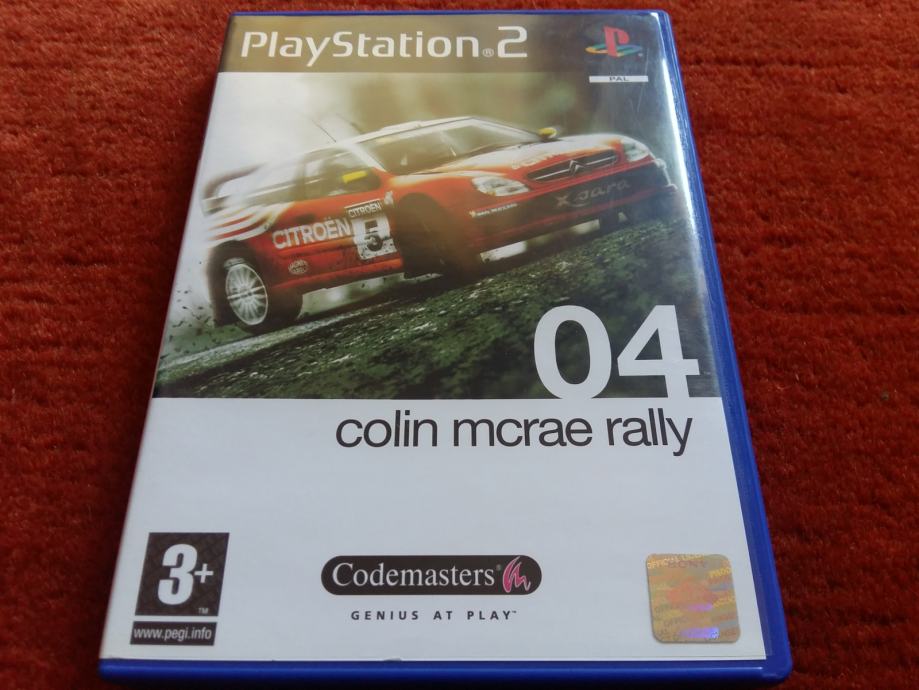 PlayStation®2
PAL
CITROËN
CITROËN
5
Xsara
04
colin mcrae rally
3+
TM
www.pegi.info
Codemasters®
GENIUS AT PLAY™